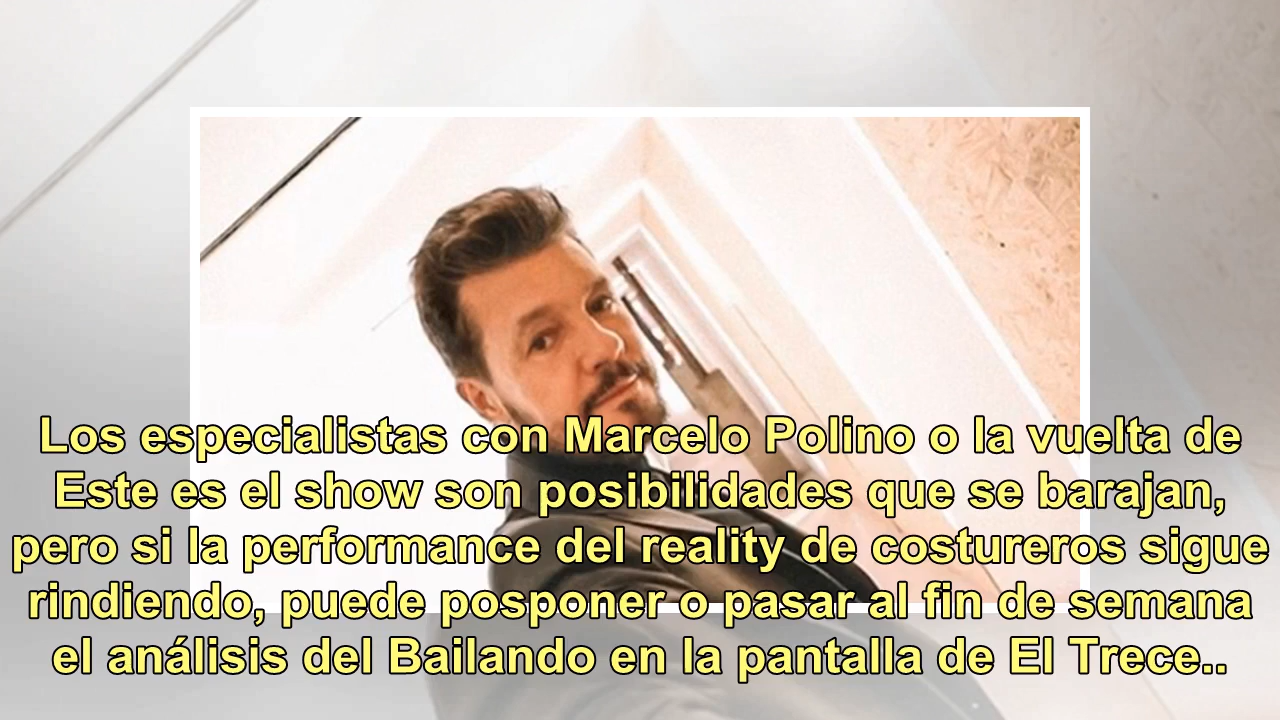 Los especialistas con Marcelo Polino o la vuelta de
Este es el show son posibilidades que se barajan,
pero si la performance del reality de costureros sigue
rindiendo, puede posponer o pasar al fin de semana
el análisis del Bailando en la pantalla de El Trece..